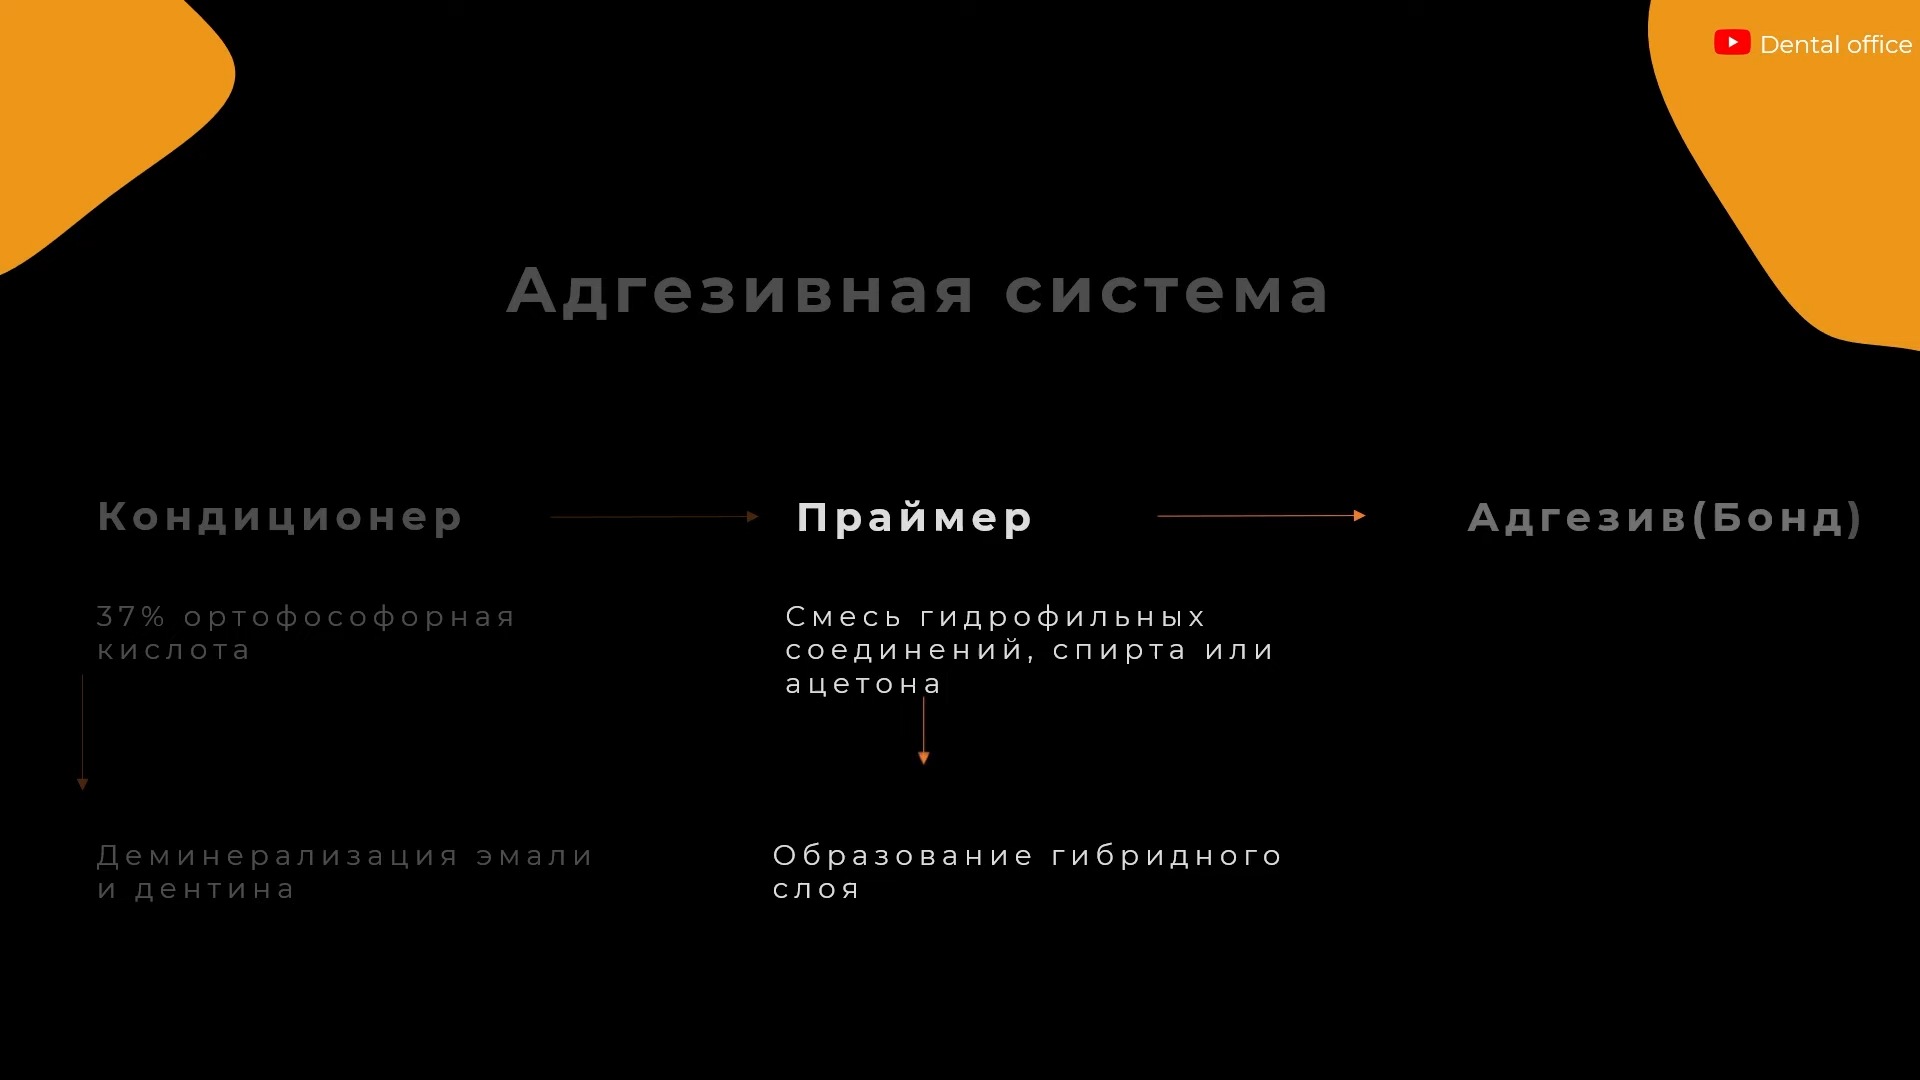 Dental office
Адгезивная система
Кондиционер
Праймер
Адгезив(Бонд)
37% ортофософорная
кислота
Смесь гидрофильных
соединений, спирта или
ацетона
Деминерализация эмали
и дентина
Образование гибридного
слоя